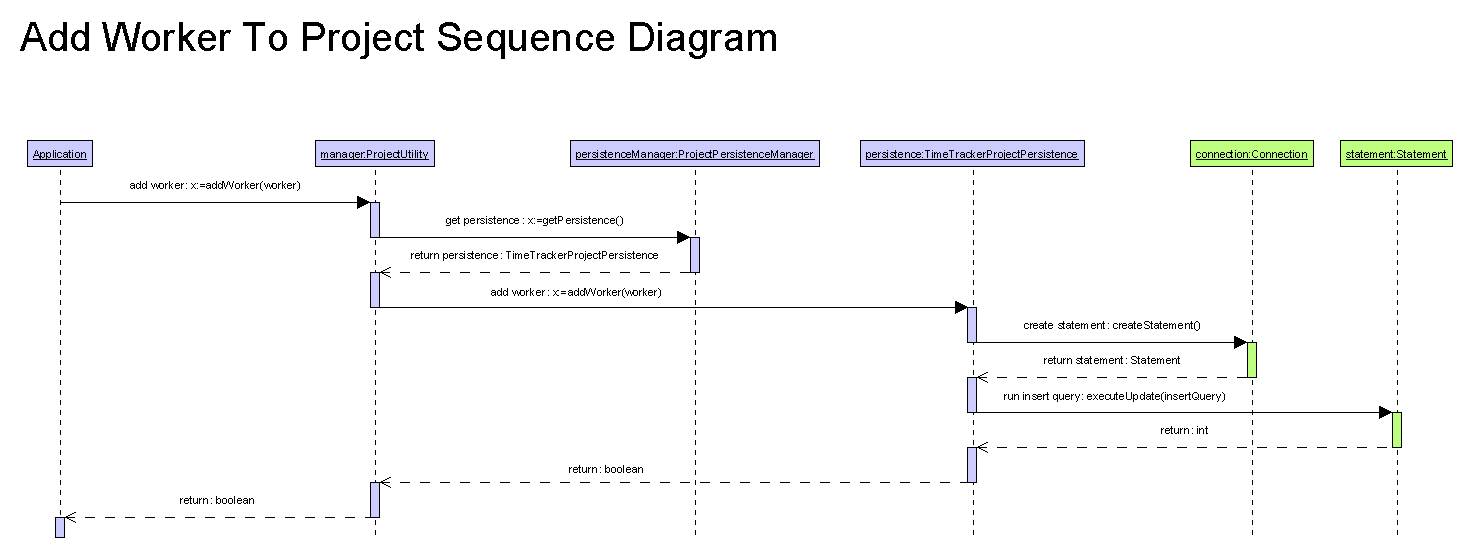 Add Worker To Project Sequence Diagram
Application
manager:ProjectUtility
persistenceManager:ProjectPersistenceManager
persistence:TimeTrackerProjectPersistence
connection:Connection
statement:Statement
add worker: x:=addWorker(worker)
get persistence : x:=getPersistence()
return persistence : TimeTrackerProjectPersistence
add worker : x:=addWorker(worker)
create statement : createStatement()
return statement : Statement
run insert query: executeUpdate(insertQuery)
return : int
return : boolean
return : boolean